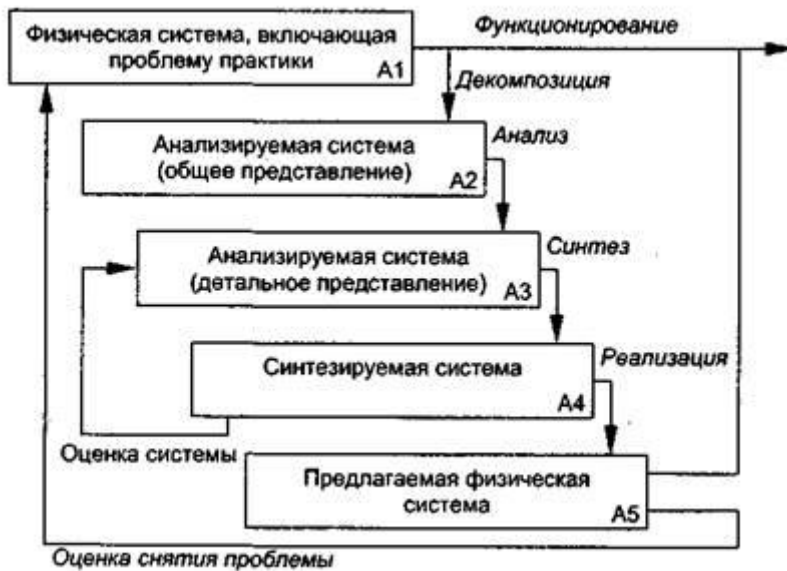 Физическая система, включающая
проблему практики
А1
Функционирование
Декомпозиция
Анализируемая система
(общее представление)
А2
Анализ
Анализируемая система
(детальное представление)
А3
Синтез
Синтезируемая система
А4
Реализация
Оценка системы
Предлагаемая физическая
система
А5
Оценка снятия проблемы